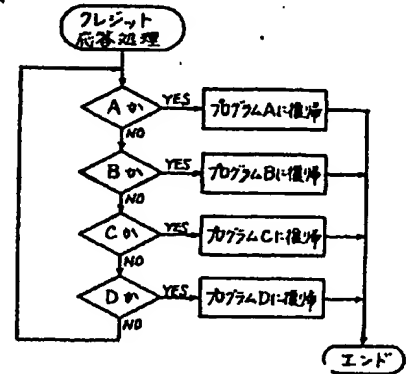 クレジット
応答処理
Aか
YES
プログラムAに復帰
NO
Bか
YES
プログラムBに復帰
NO
Cか
YES
プログラムCに復帰
NO
Dか
YES
プログラムDに復帰
NO
エンド